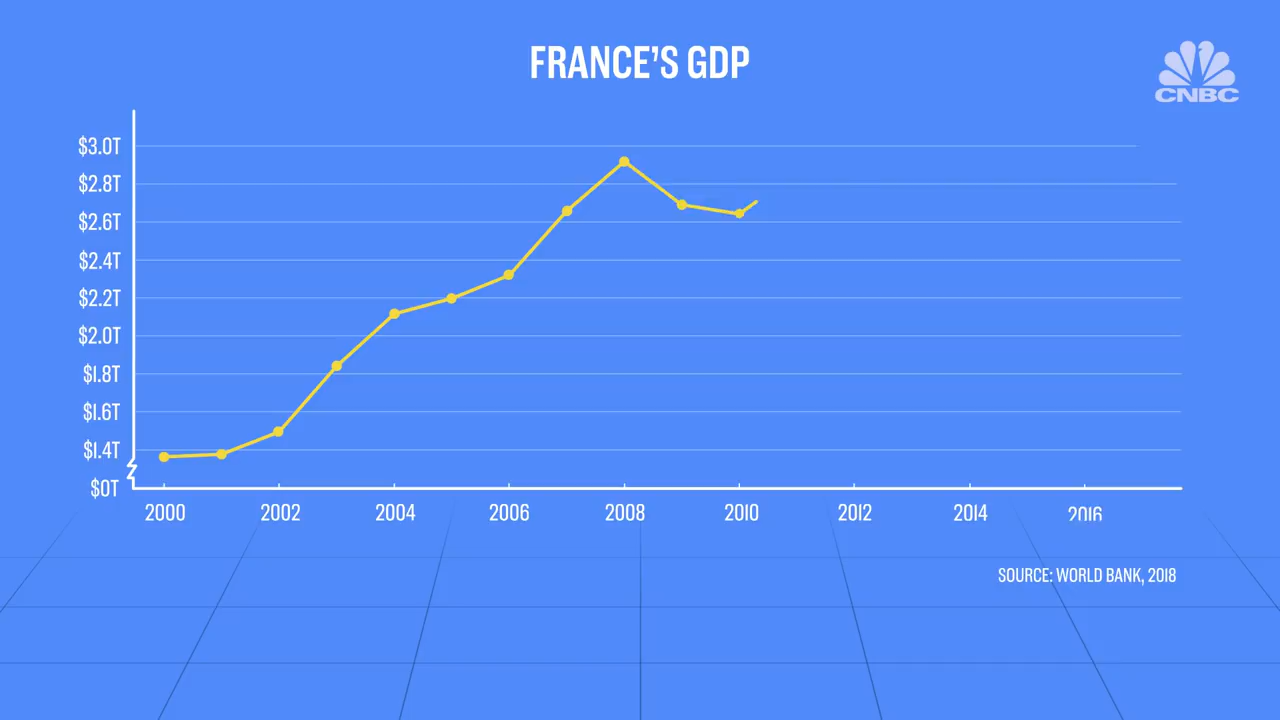 FRANCE'S GDP
CNBC
$3.0T
$2.8T
$2.6T
$2.4T
$2.2T
$2.0T
$1.8T
$1.6T
$1.4T
$0T
2000 2002 2004 2006 2008 2010 2012 2014 2016
SOURCE: WORLD BANK, 2018